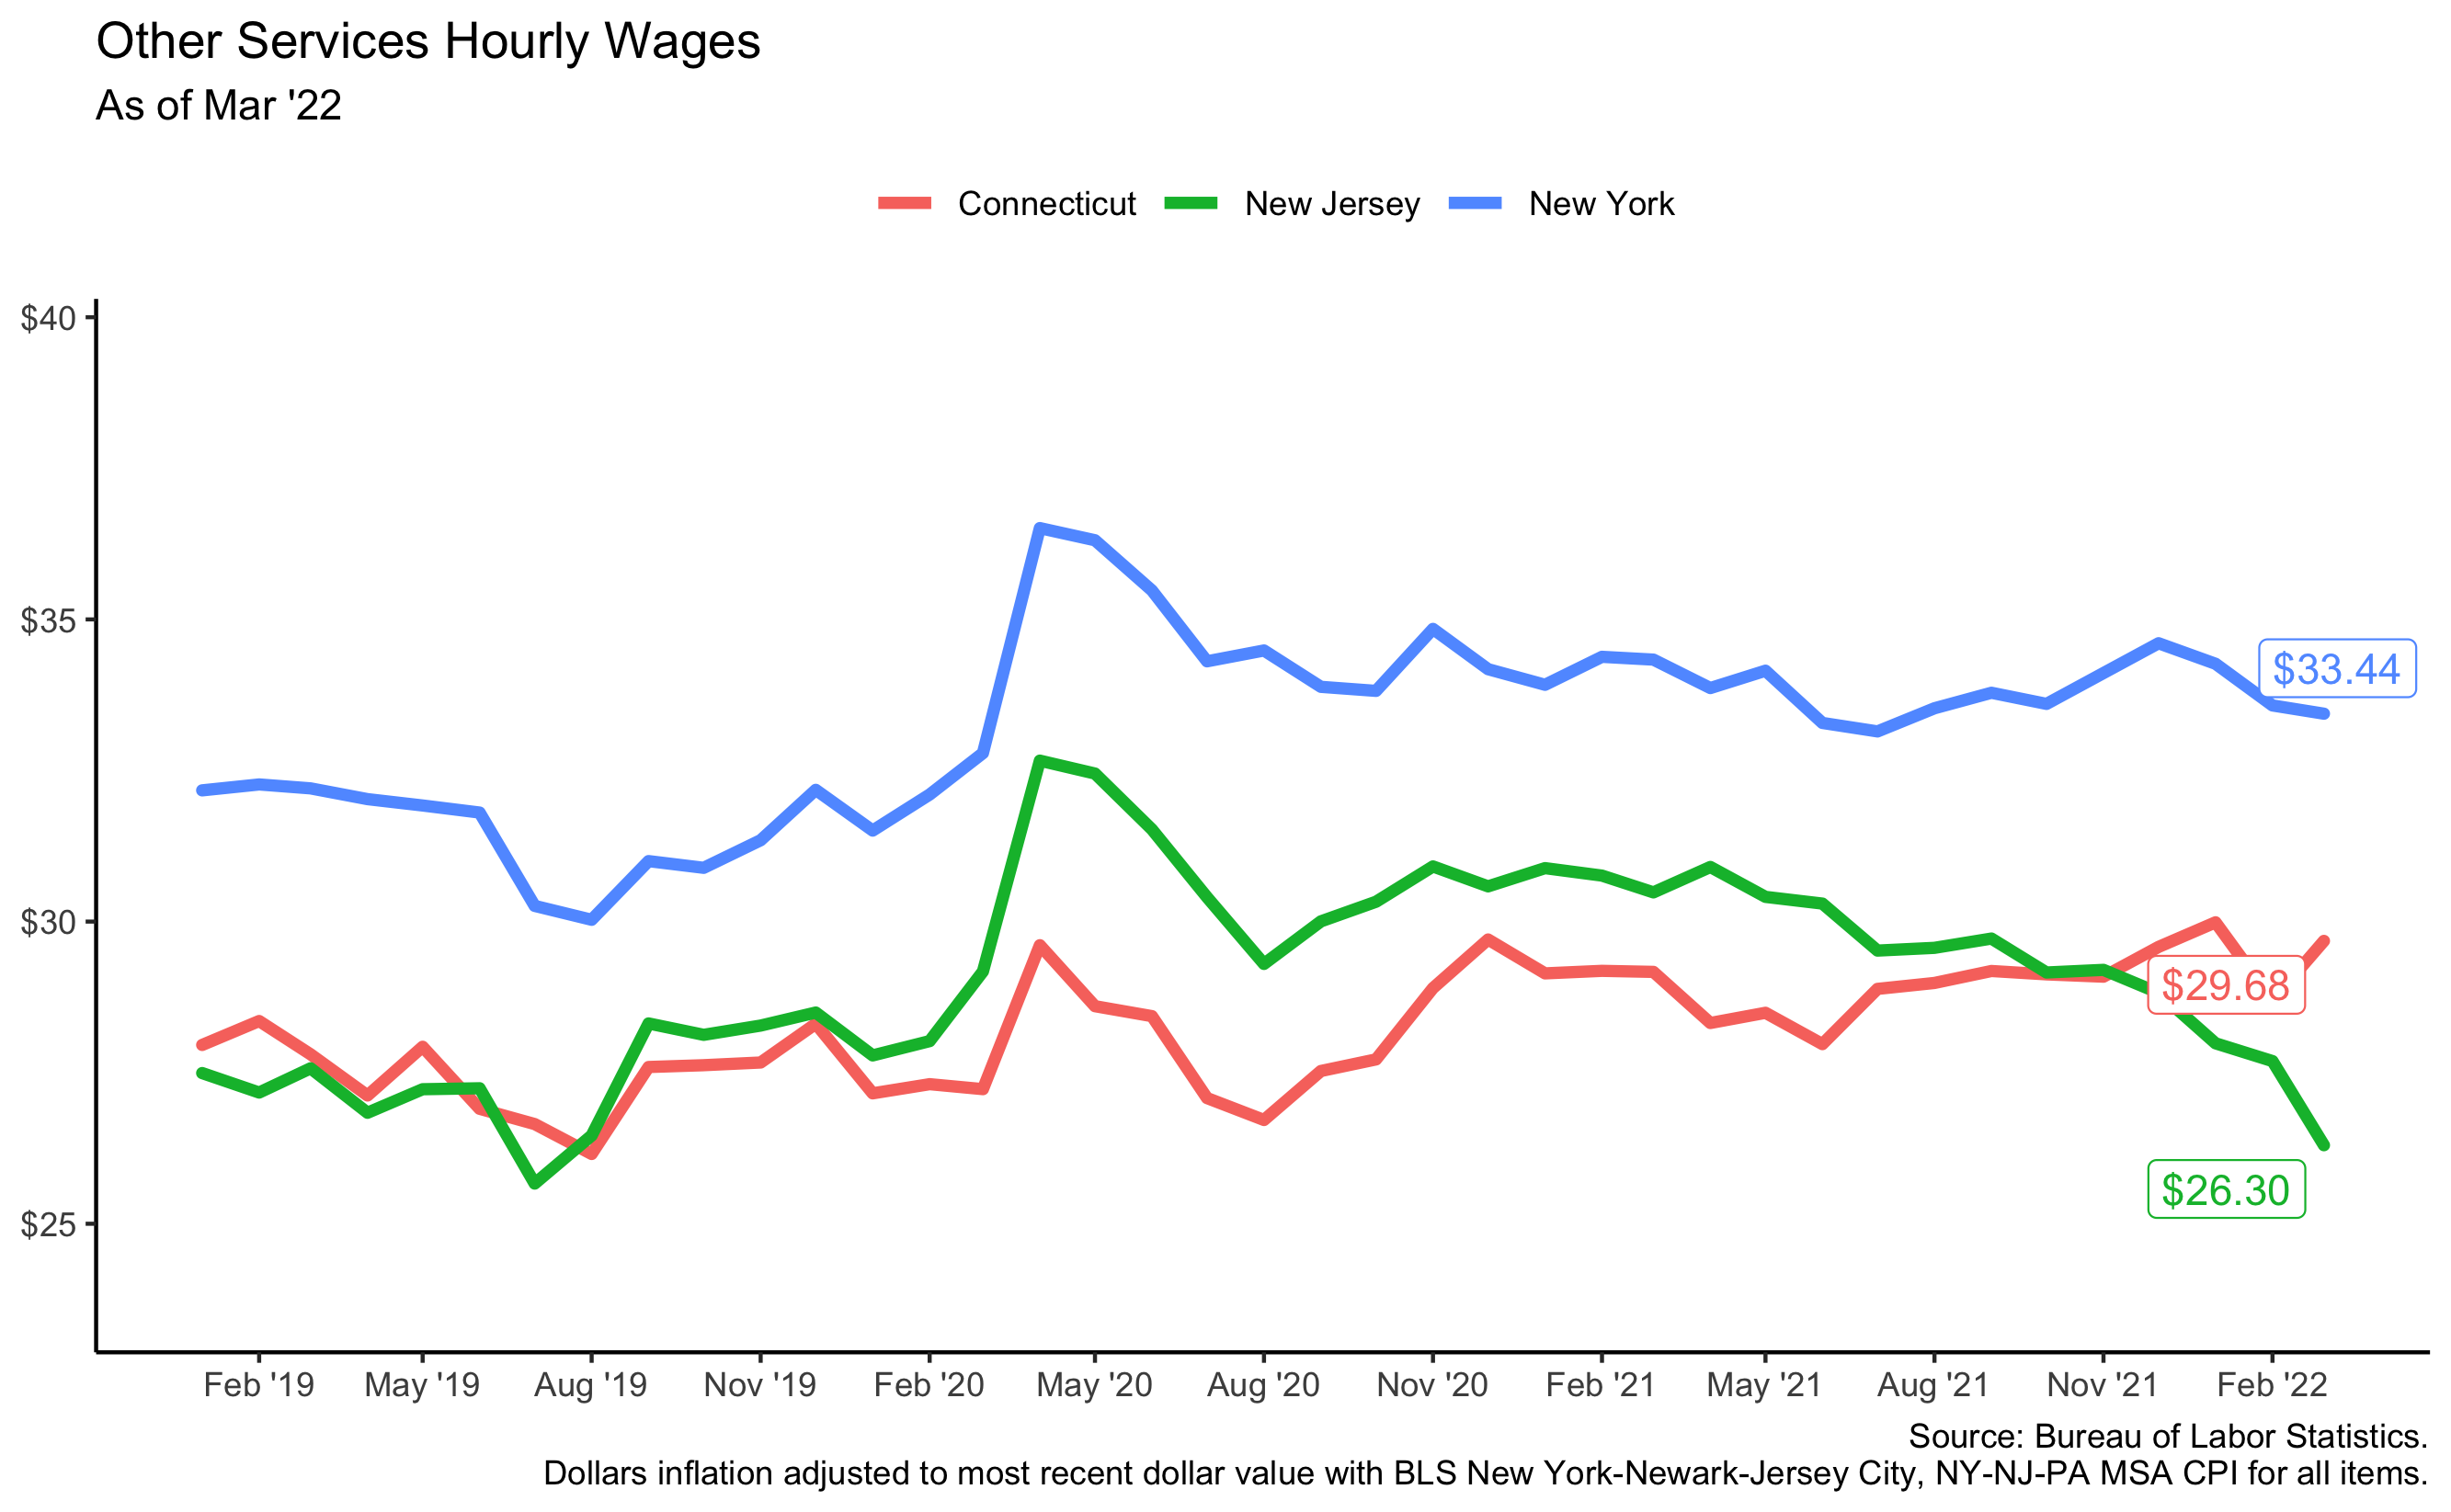 Other Services Hourly Wages
As of Mar '22
Connecticut New Jersey New York
$40
$35
$33.44
$30
$29.68
$26.30
$25
Feb '19 May '19 Aug '19 Nov '19 Feb '20 May '20 Aug '20 Nov '20 Feb '21 May '21 Aug '21 Nov '21 Feb '22
Source: Bureau of Labor Statistics.
Dollars inflation adjusted to most recent dollar value with BLS New York-Newark-Jersey City, NY-NJ-PA MSA CPI for all items.